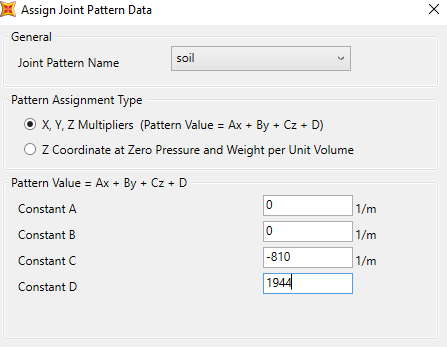 Assign Joint Pattern Data
General
Joint Pattern Name soil
Pattern Assignment Type
X, Y, Z Multipliers (Pattern Value = Ax + By + Cz + D)
Z Coordinate at Zero Pressure and Weight per Unit Volume
Pattern Value = Ax + By + Cz + D
Constant A 0 1/m
Constant B 0 1/m
Constant C -810 1/m
Constant D 1944